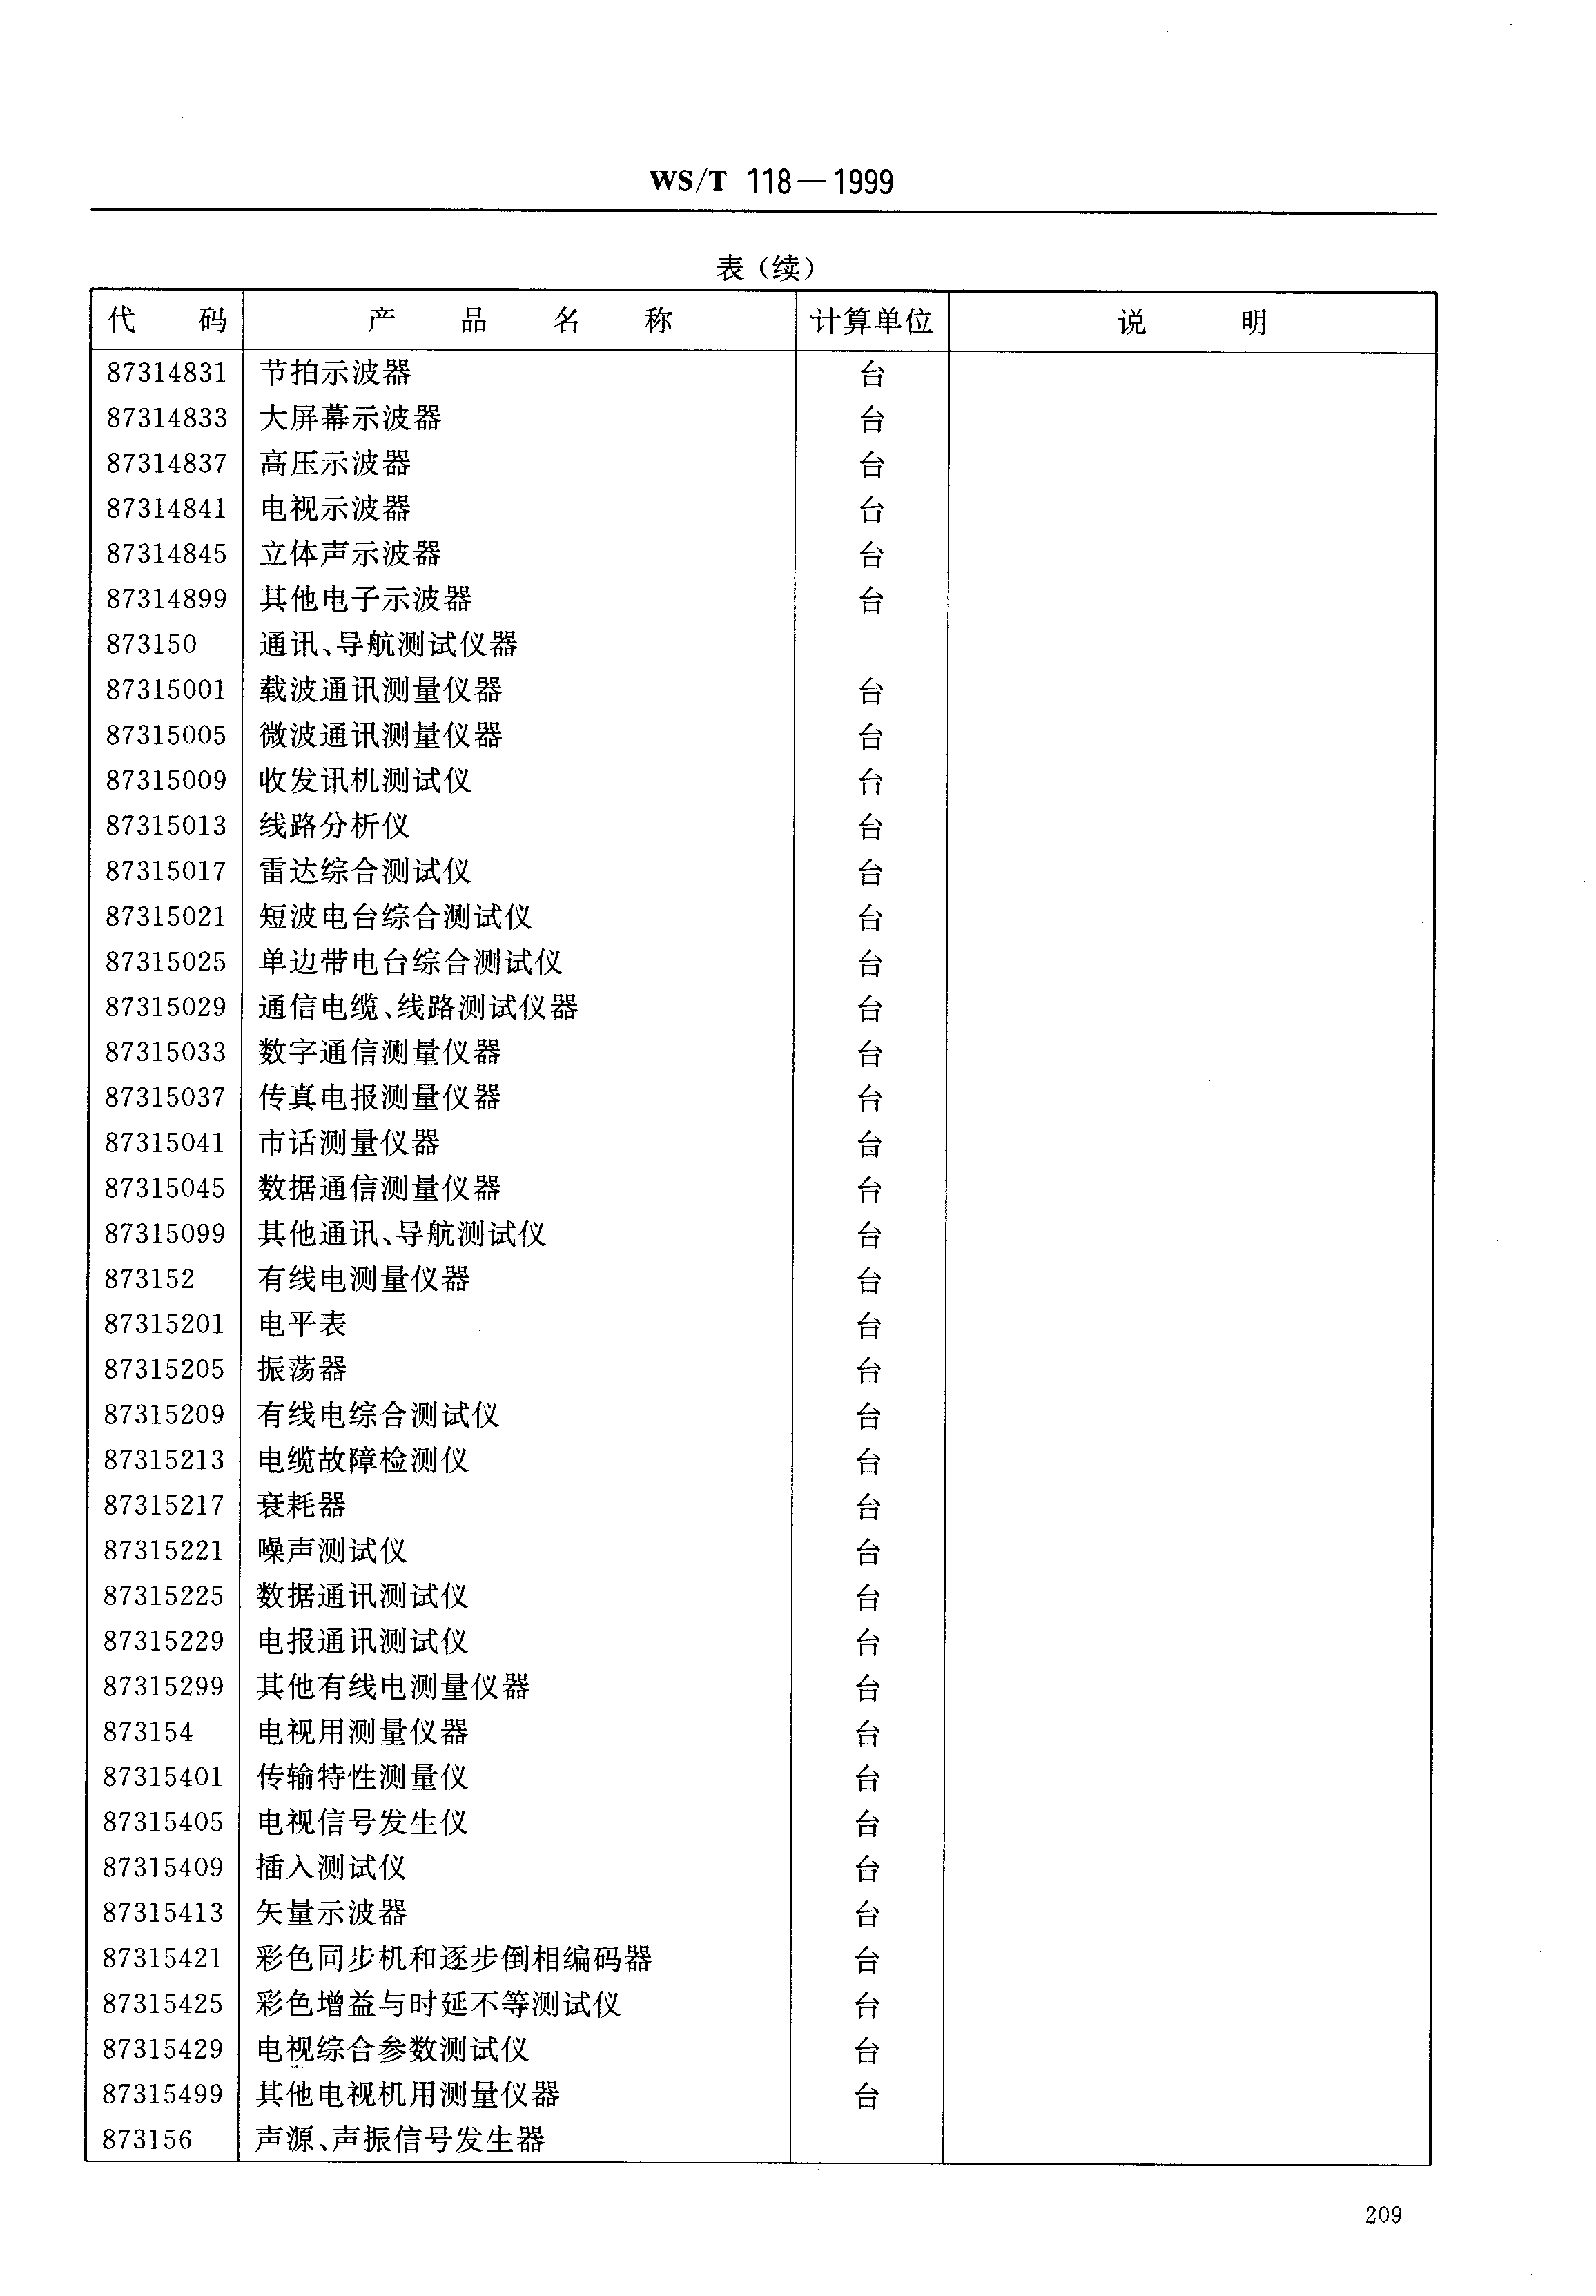 WS/T 118—1999
表（续）
代 码 产 品 名 称 计算单位 说 明
87314831 节拍示波器 台
87314833 大屏幕示波器 台
87314837 高压示波器 台
87314841 电视示波器 台
87314845 立体声示波器 台
87314899 其他电子示波器 台
873150 通讯、导航测试仪器
87315001 载波通讯测量仪器 台
87315005 微波通讯测量仪器 台
87315009 收发讯机测试仪 台
87315013 线路分析仪 台
87315017 雷达综合测试仪 台
87315021 短波电台综合测试仪 台
87315025 单边带电台综合测试仪 台
87315029 通信电缆、线路测试仪器 台
87315033 数字通信测量仪器 台
87315037 传真电报测量仪器 台
87315041 市话测量仪器 台
87315045 数据通信测量仪器 台
87315099 其他通讯、导航测试仪 台
873152 有线电测量仪器 台
87315201 电平表 台
87315205 振荡器 台
87315209 有线电综合测试仪 台
87315213 电缆故障检测仪 台
87315217 衰耗器 台
87315221 噪声测试仪 台
87315225 数据通讯测试仪 台
87315229 电报通讯测试仪 台
87315299 其他有线电测量仪器 台
873154 电视用测量仪器 台
87315401 传输特性测量仪 台
87315405 电视信号发生仪 台
87315409 插入测试仪 台
87315413 矢量示波器 台
87315421 彩色同步机和逐步倒相编码器 台
87315425 彩色增益与时延不等测试仪 台
87315429 电视综合参数测试仪 台
87315499 其他电视机用测量仪器 台
873156 声源、声振信号发生器
209